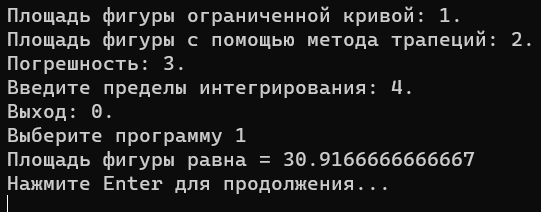 Площадь фигуры ограниченной кривой: 1.
Площадь фигуры с помощью метода трапеций: 2.
Погрешность: 3.
Введите пределы интегрирования: 4.
Выход: 0.
Выберите программу 1
Площадь фигуры равна = 30.9166666666667
Нажмите Enter для продолжения...